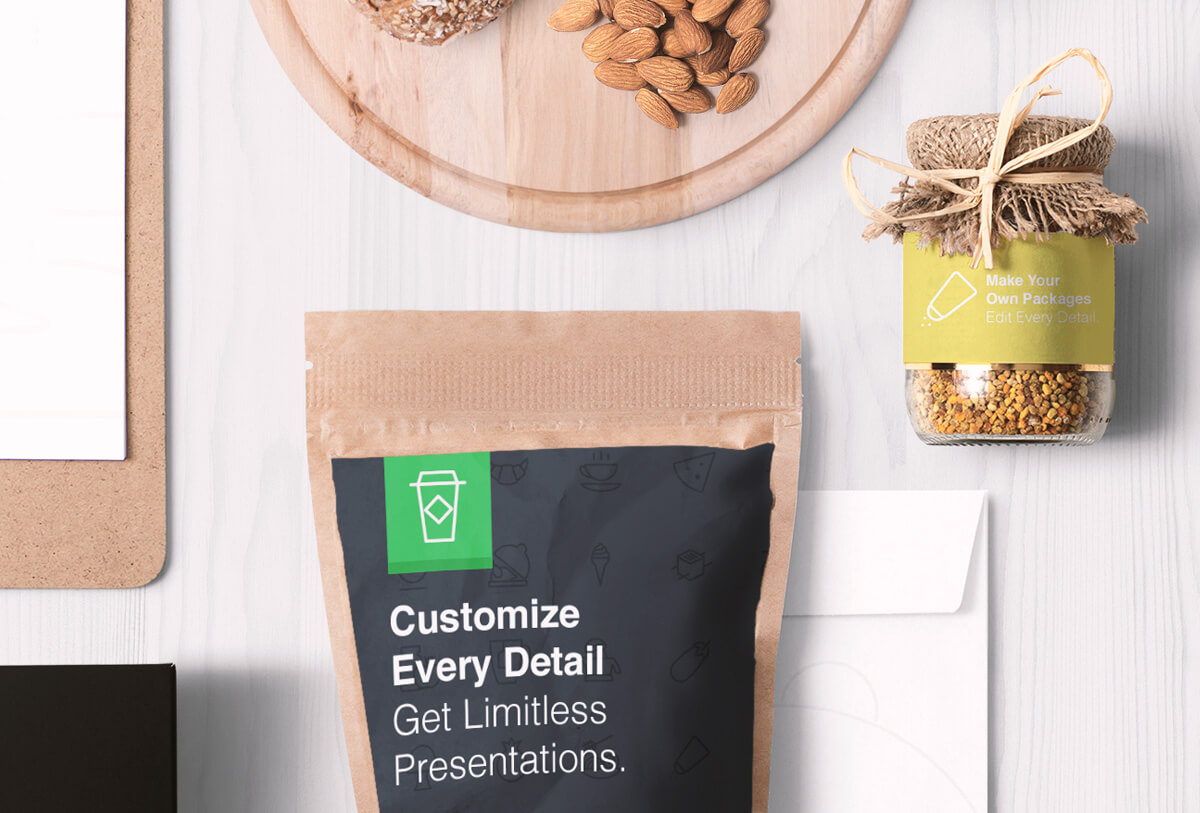 Make Your
Own Packages
Edit Every Detail.
Customize
Every Detail
Get Limitless
Presentations.